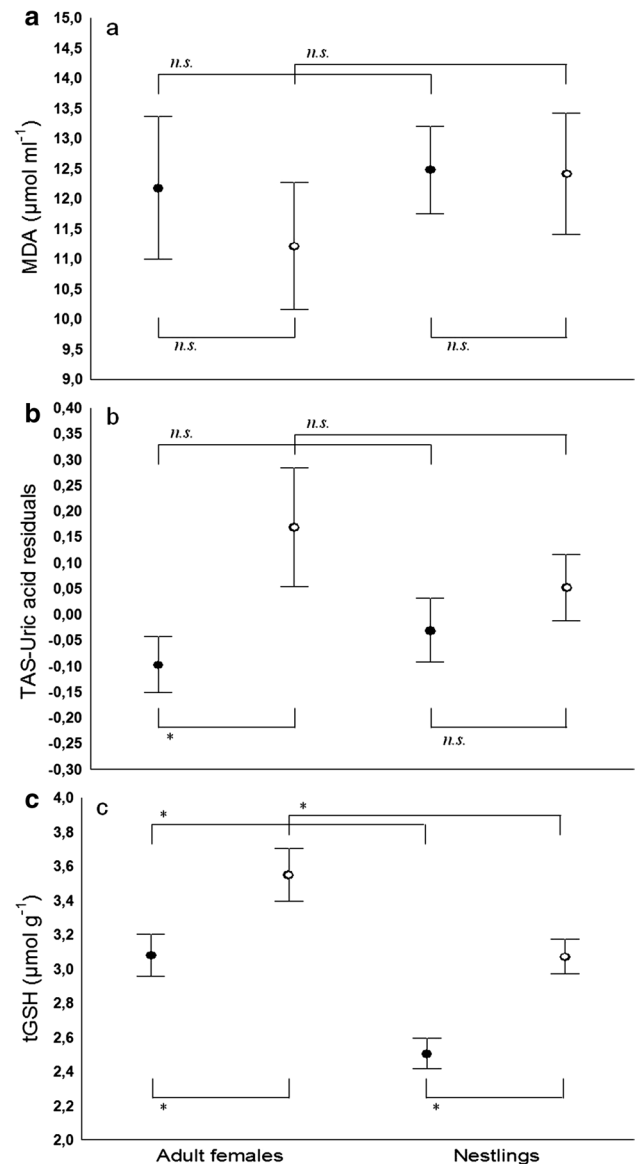 a
a
15,0
14,5
14,0
13,5
13,0
12,5
12,0
11,5
11,0
10,5
10,0
9,5
9,0
MDA (µmol ml⁻¹)
n.s.
n.s.
n.s.
n.s.
b
b
0,40
0,35
0,30
0,25
0,20
0,15
0,10
0,05
0,00
-0,05
-0,10
-0,15
-0,20
-0,25
-0,30
TAS-Uric acid residuals
n.s.
n.s.
*
n.s.
c
c
4,0
3,8
3,6
3,4
3,2
3,0
2,8
2,6
2,4
2,2
2,0
tGSH (µmol g⁻¹)
*
*
*
*
Adult females
Nestlings